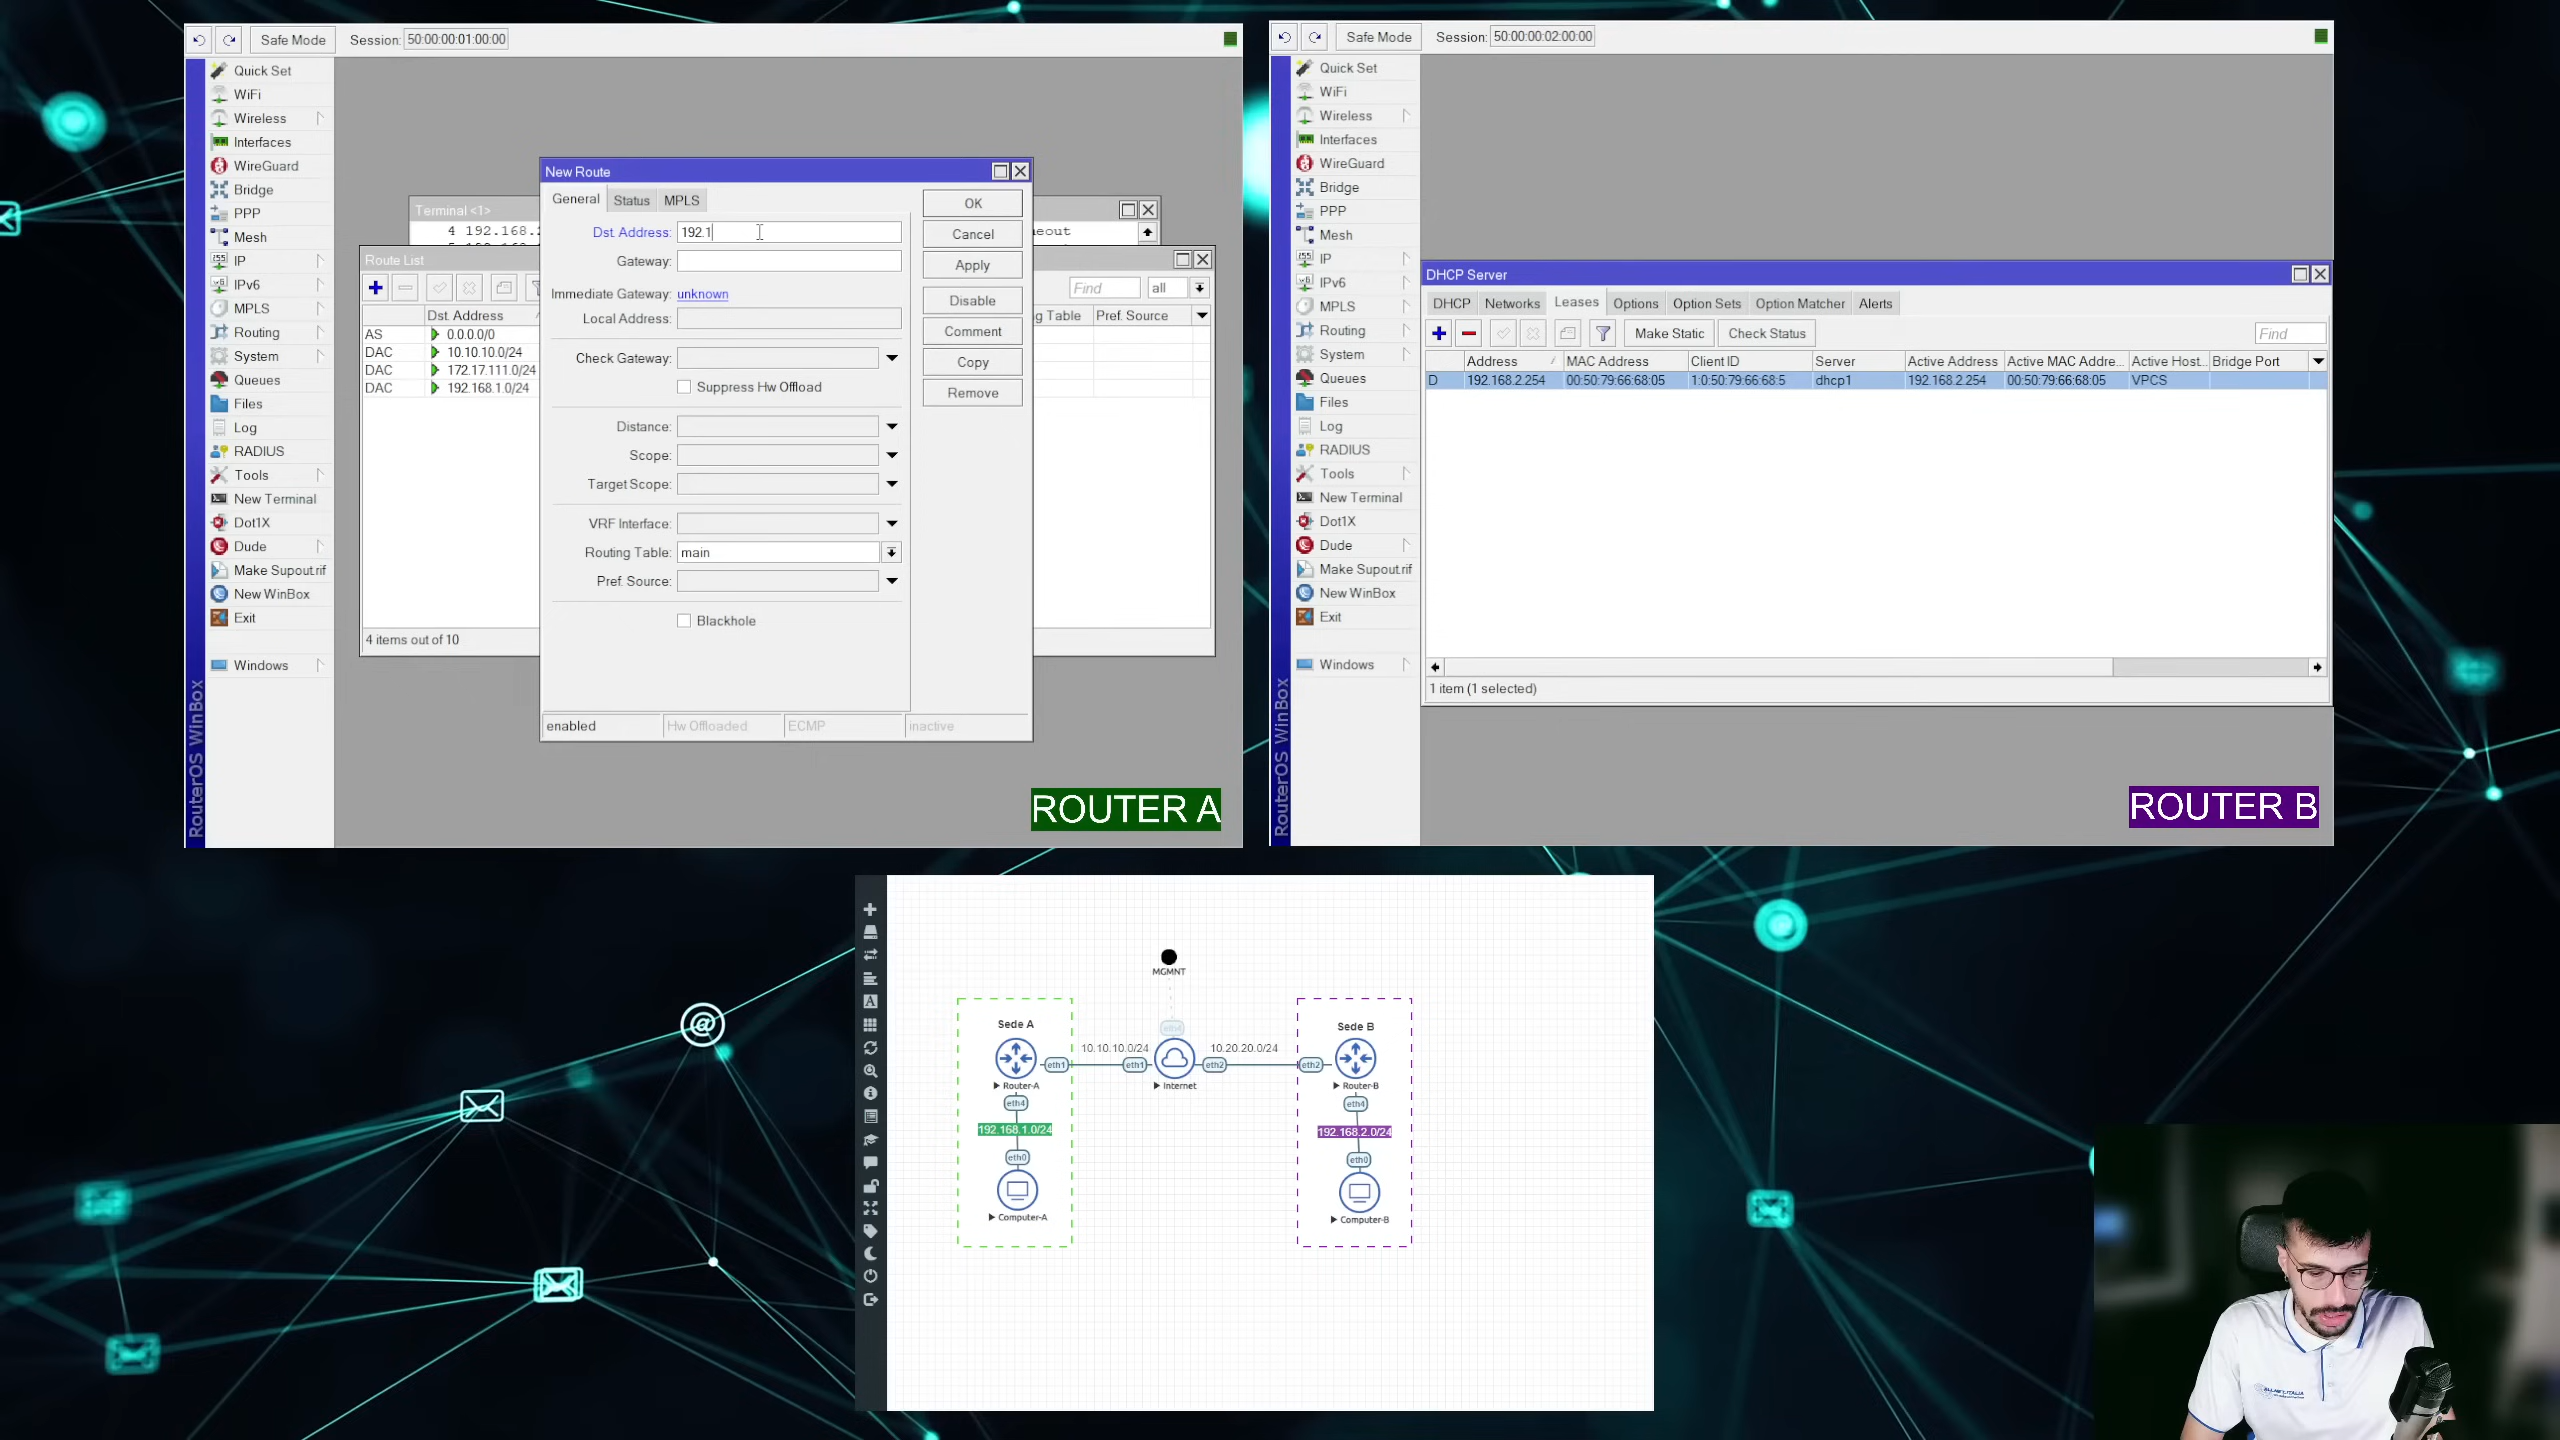 Safe Mode
Session: 50:00:00:01:00:00
Quick Set
WiFi
Wireless
Interfaces
WireGuard
Bridge
PPP
Mesh
IP
IPv6
MPLS
Routing
System
Queues
Files
Log
RADIUS
Tools
New Terminal
Dot1X
Dude
Make Supout.rif
New WinBox
Exit
Windows
RouterOS WinBox
Terminal <1>
4 192.168.
Route List
Find
all
Dst. Address
Pref. Source
AS 0.0.0.0/0
DAC 10.10.10.0/24
DAC 172.17.111.0/24
DAC 192.168.1.0/24
4 items out of 10
New Route
General Status MPLS
Dst. Address: 192.1
Gateway:
Immediate Gateway: unknown
Local Address:
Check Gateway:
Suppress Hw Offload
Distance:
Scope:
Target Scope:
VRF Interface:
Routing Table: main
Pref. Source:
Blackhole
OK
Cancel
Apply
Disable
Comment
Copy
Remove
enabled Hw Offloaded ECMP inactive
ROUTER A
Safe Mode
Session: 50:00:00:02:00:00
Quick Set
WiFi
Wireless
Interfaces
WireGuard
Bridge
PPP
Mesh
IP
IPv6
MPLS
Routing
System
Queues
Files
Log
RADIUS
Tools
New Terminal
Dot1X
Dude
Make Supout.rif
New WinBox
Exit
Windows
RouterOS WinBox
DHCP Server
DHCP Networks Leases Options Option Sets Option Matcher Alerts
Make Static Check Status
Find
Address MAC Address Client ID Server Active Address Active MAC Addre... Active Host... Bridge Port
D 192.168.2.254 00:50:79:66:68:05 1:0:50:79:66:68:5 dhcp1 192.168.2.254 00:50:79:66:68:05 VPCS
1 item (1 selected)
ROUTER B
MGMNT
eth4
Sede A
Sede B
10.10.10.0/24
10.20.20.0/24
eth1
eth1
eth2
eth2
Router-A
Internet
Router-B
eth4
eth4
192.168.1.0/24
192.168.2.0/24
eth0
eth0
Computer-A
Computer-B